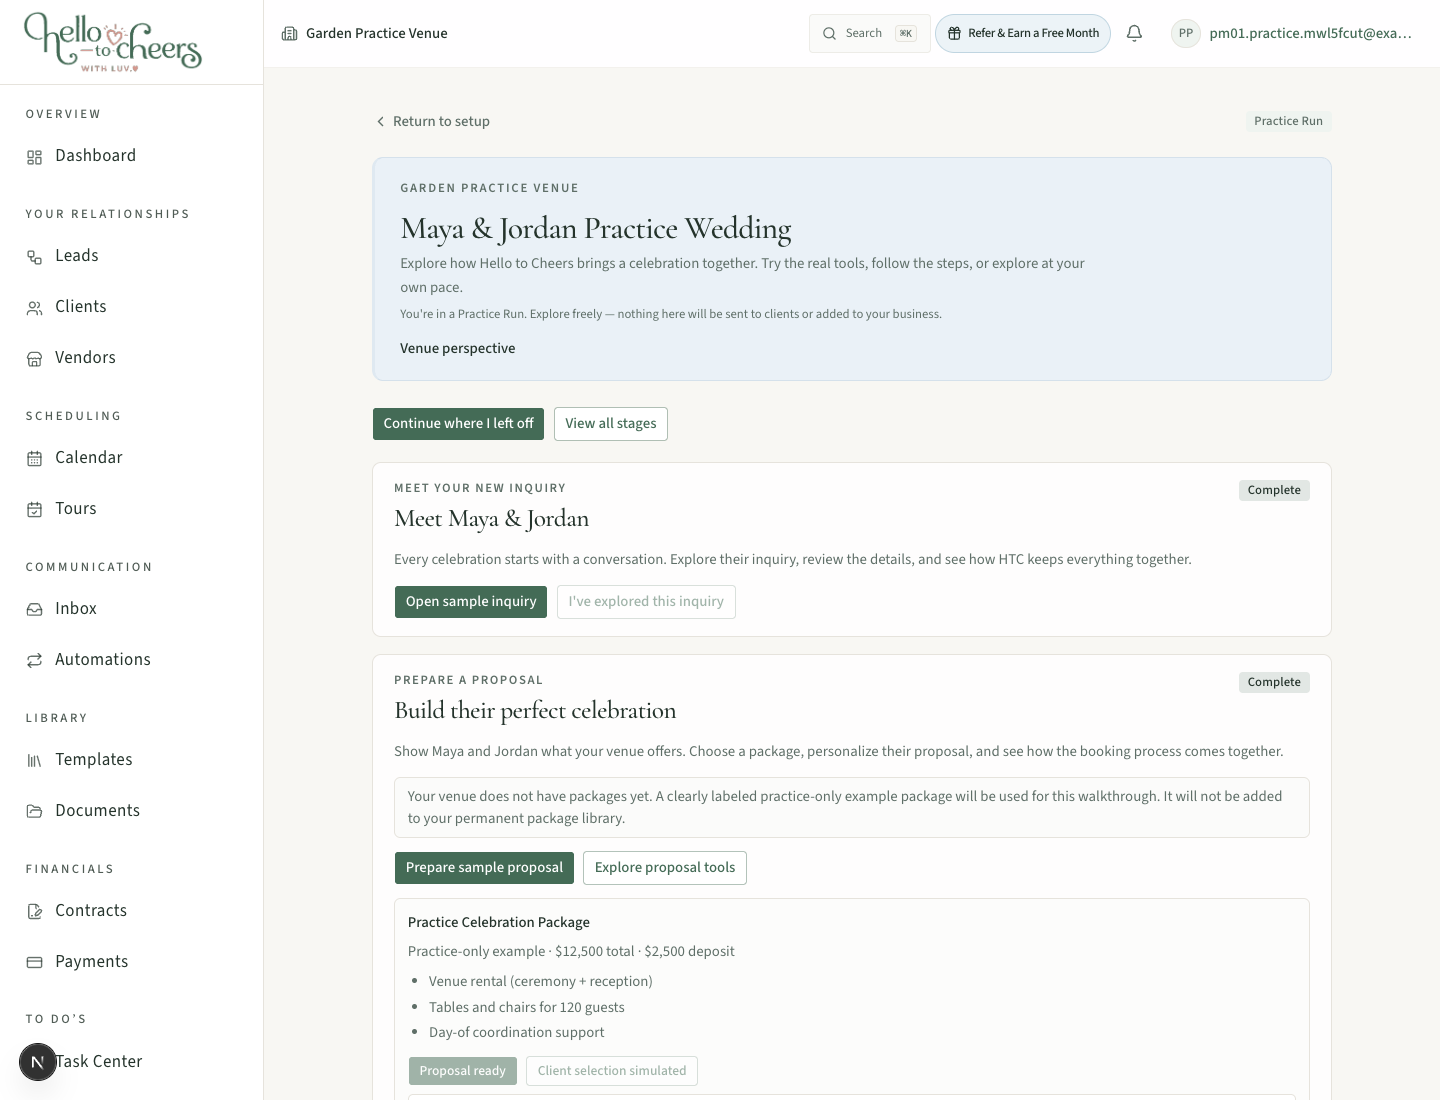 hello
to cheers
WITH LUV.
Garden Practice Venue
Search
⌘K
Refer & Earn a Free Month
PP
pm01.practice.mwl5fcut@exa...
OVERVIEW
Dashboard
YOUR RELATIONSHIPS
Leads
Clients
Vendors
SCHEDULING
Calendar
Tours
COMMUNICATION
Inbox
Automations
LIBRARY
Templates
Documents
FINANCIALS
Contracts
Payments
TO DO'S
N
Task Center
Return to setup
Practice Run
GARDEN PRACTICE VENUE
Maya & Jordan Practice Wedding
Explore how Hello to Cheers brings a celebration together. Try the real tools, follow the steps, or explore at your
own pace.
You're in a Practice Run. Explore freely — nothing here will be sent to clients or added to your business.
Venue perspective
Continue where I left off
View all stages
MEET YOUR NEW INQUIRY
Complete
Meet Maya & Jordan
Every celebration starts with a conversation. Explore their inquiry, review the details, and see how HTC keeps everything together.
Open sample inquiry
I've explored this inquiry
PREPARE A PROPOSAL
Complete
Build their perfect celebration
Show Maya and Jordan what your venue offers. Choose a package, personalize their proposal, and see how the booking process comes together.
Your venue does not have packages yet. A clearly labeled practice-only example package will be used for this walkthrough. It will not be added
to your permanent package library.
Prepare sample proposal
Explore proposal tools
Practice Celebration Package
Practice-only example · $12,500 total · $2,500 deposit
• Venue rental (ceremony + reception)
• Tables and chairs for 120 guests
• Day-of coordination support
Proposal ready
Client selection simulated